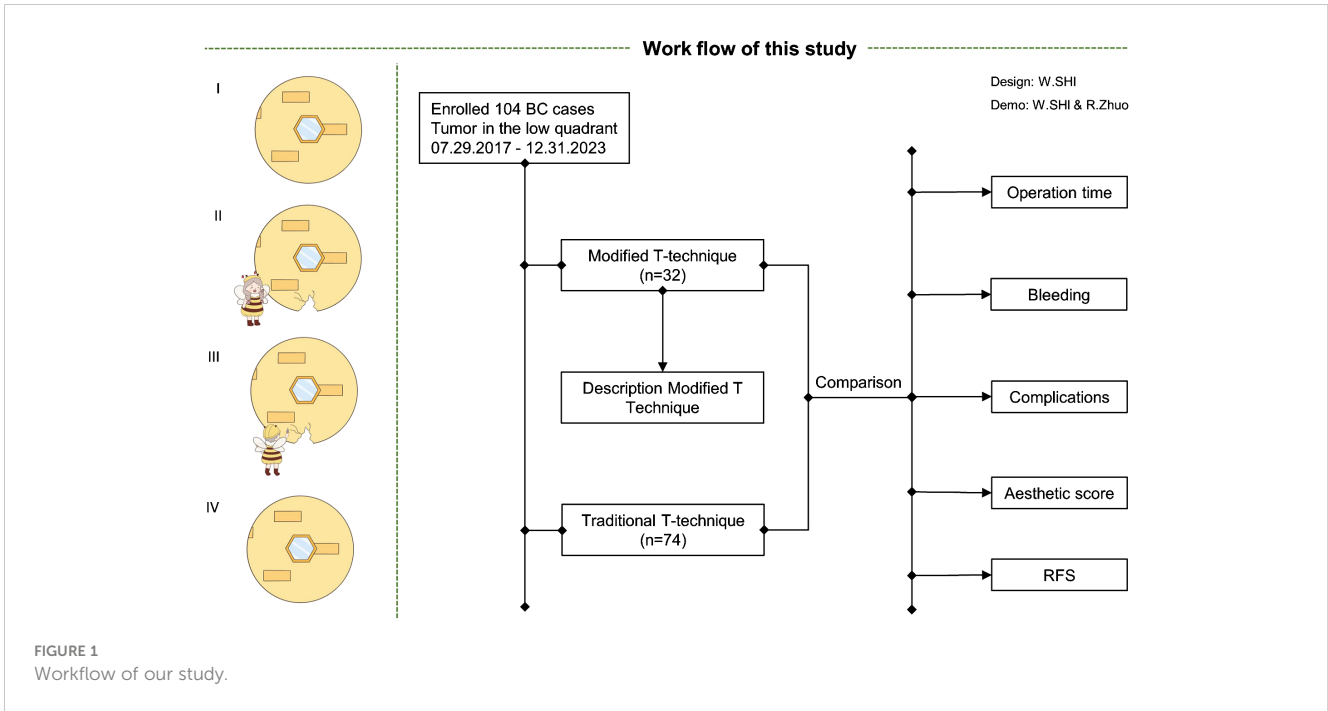 Work flow of this study
Design: W.SHI
Demo: W.SHI & R.Zhuo
I
II
III
IV
Enrolled 104 BC cases
Tumor in the low quadrant
07.29.2017 - 12.31.2023
Modified T-technique
(n=32)
Description Modified T
Technique
Traditional T-technique
(n=74)
Comparison
Operation time
Bleeding
Complications
Aesthetic score
RFS
FIGURE 1
Workflow of our study.